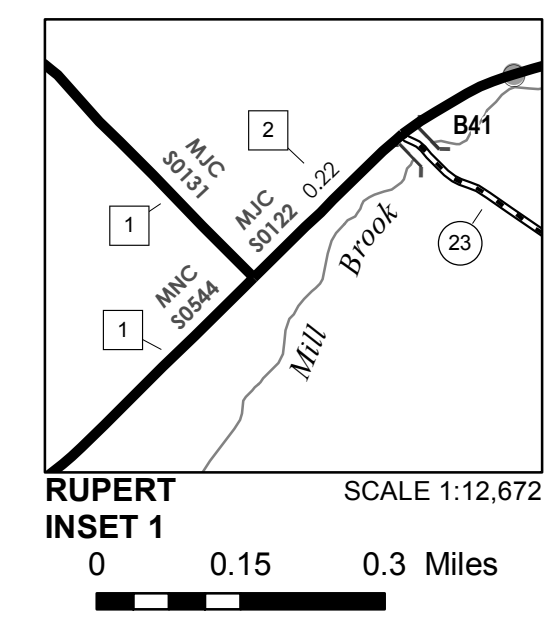 MJC
S0131
2
0.22
B41
MJC
S0122
1
Brook
23
MNC
S0544
1
Mill
RUPERT
INSET 1
SCALE 1:12,672
0 0.15 0.3 Miles